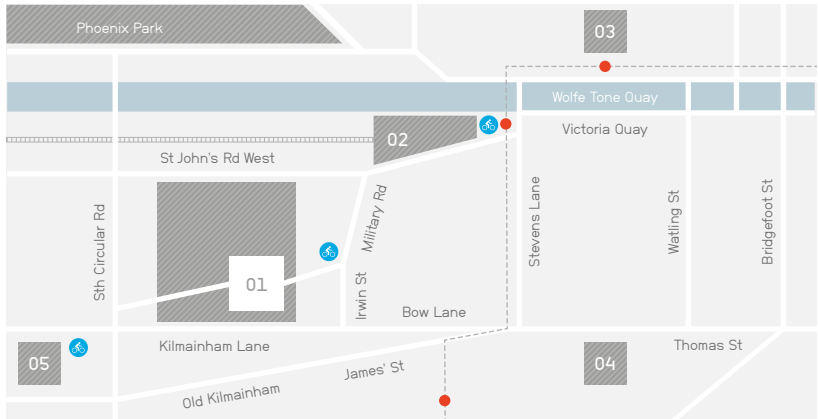 Phoenix Park
03
Wolfe Tone Quay
Victoria Quay
02
St John's Rd West
Sth Circular Rd
Military Rd
Stevens Lane
Watling St
Bridgefoot St
01
Irwin St
Bow Lane
Kilmainham Lane
Thomas St
05
04
James' St
Old Kilmainham